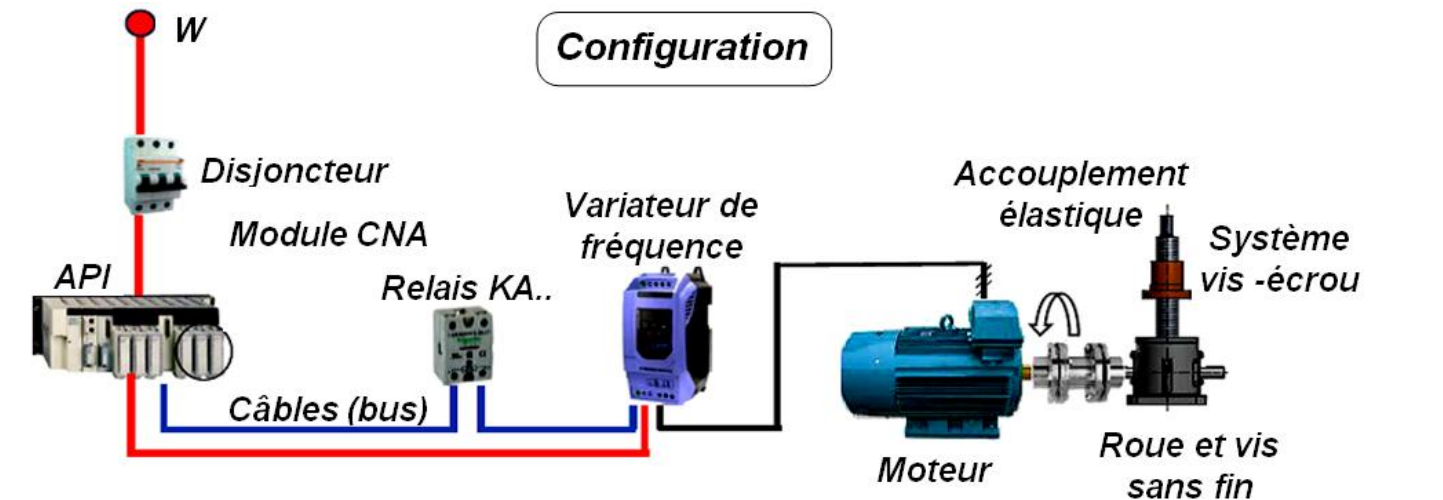 W
Configuration
Disjoncteur
Module CNA
API
Relais KA..
Variateur de
fréquence
Accouplement
élastique
Système
vis -écrou
Câbles (bus)
Moteur
Roue et vis
sans fin